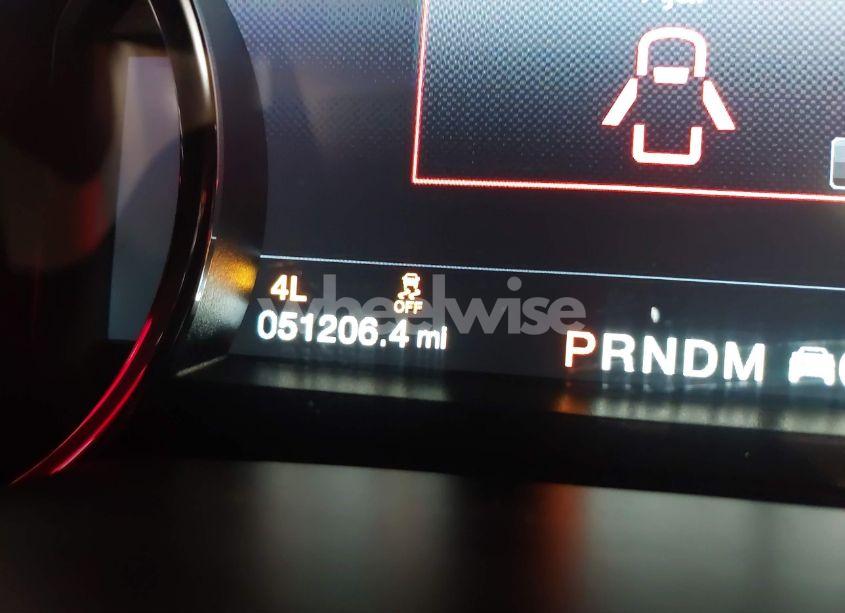 4L OFF
051206.4 mi PRNDM
wheelwise